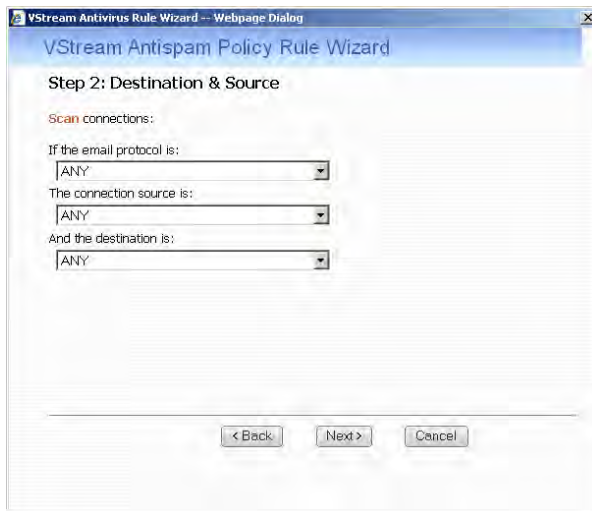 VStream Antivirus Rule Wizard -- Webpage Dialog
VStream Antispam Policy Rule Wizard
Step 2: Destination & Source
Scan connections:
If the email protocol is:
ANY
The connection source is:
ANY
And the destination is:
ANY
< Back Next > Cancel